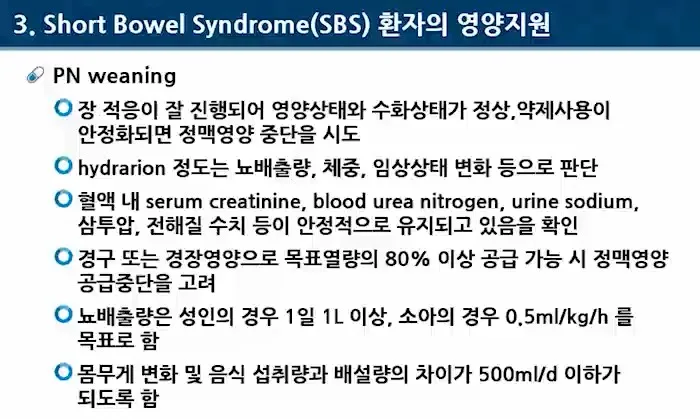 3. Short Bowel Syndrome(SBS) 환자의 영양지원
PN weaning
장 적응이 잘 진행되어 영양상태와 수화상태가 정상,약제사용이
안정화되면 정맥영양 중단을 시도
hydrarion 정도는 뇨배출량, 체중, 임상상태 변화 등으로 판단
혈액 내 serum creatinine, blood urea nitrogen, urine sodium,
삼투압, 전해질 수치 등이 안정적으로 유지되고 있음을 확인
경구 또는 경장영양으로 목표열량의 80% 이상 공급 가능 시 정맥영양
공급중단을 고려
뇨배출량은 성인의 경우 1일 1L 이상, 소아의 경우 0.5ml/kg/h 를
목표로 함
몸무게 변화 및 음식 섭취량과 배설량의 차이가 500ml/d 이하가
되도록 함